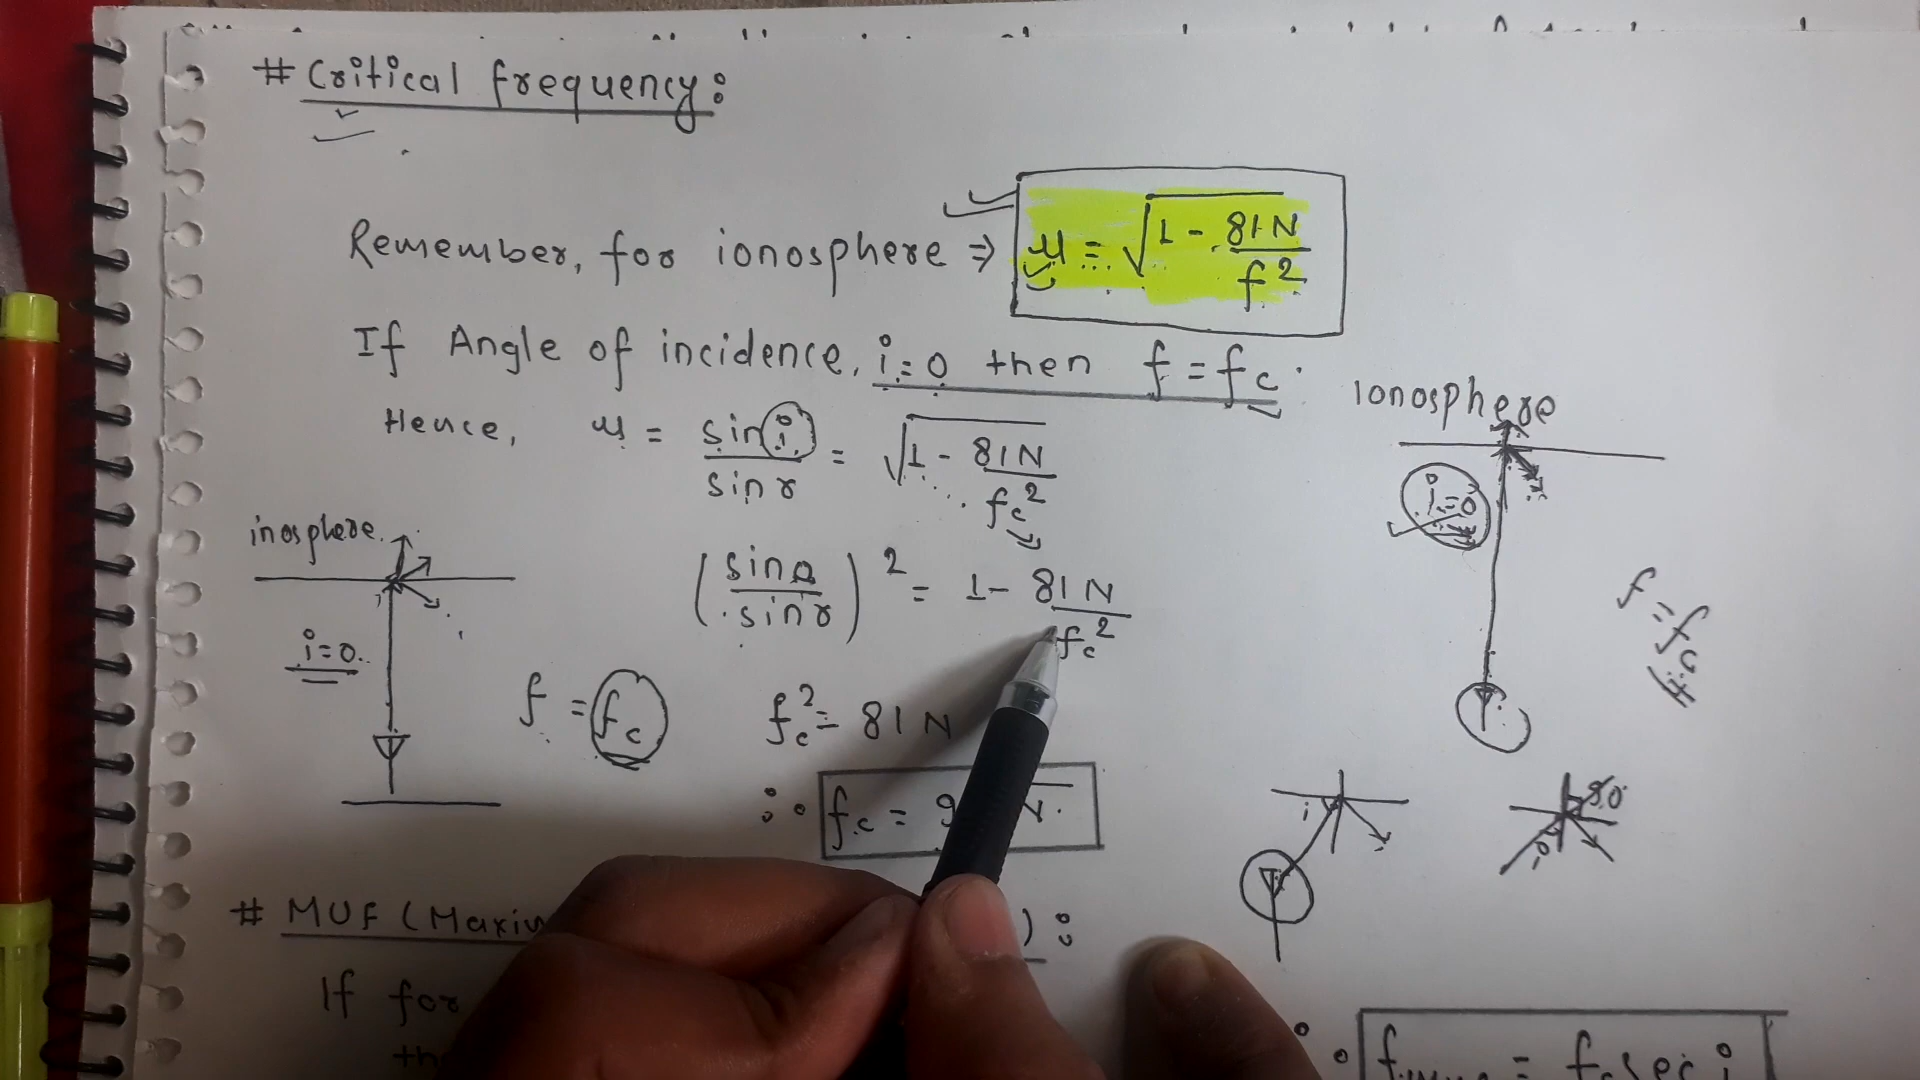 # Critical frequency:
Remember, for ionosphere ⇒ μ = √(1 - 81N/f²)
If Angle of incidence, i=0 then f = fc.
Hence, μ = sin i / sin r = √(1 - 81N/fc²)
ionosphere
i=0
inosphere.
(sin 0 / sin r)² = 1 - 81N/fc²
f = fc
i=0.
f = fc
fc² = 81N
∴ fc = 9
i
90
i
# MUF (Maxi
) :
If for
∴ f = fc sec i